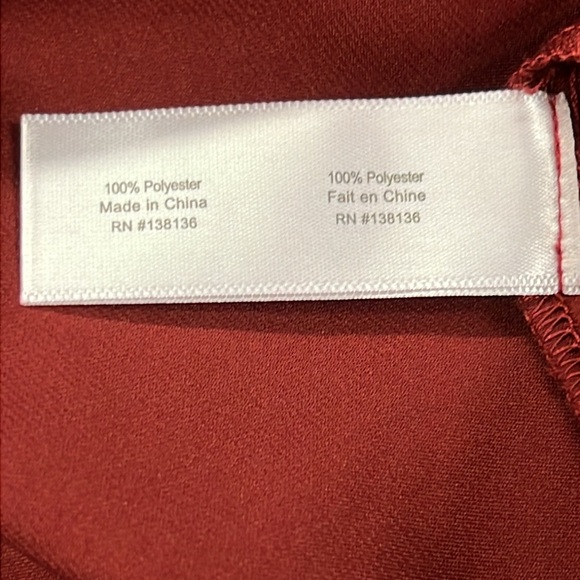 100% Polyester
Made in China
RN #138136
100% Polyester
Fait en Chine
RN #138136